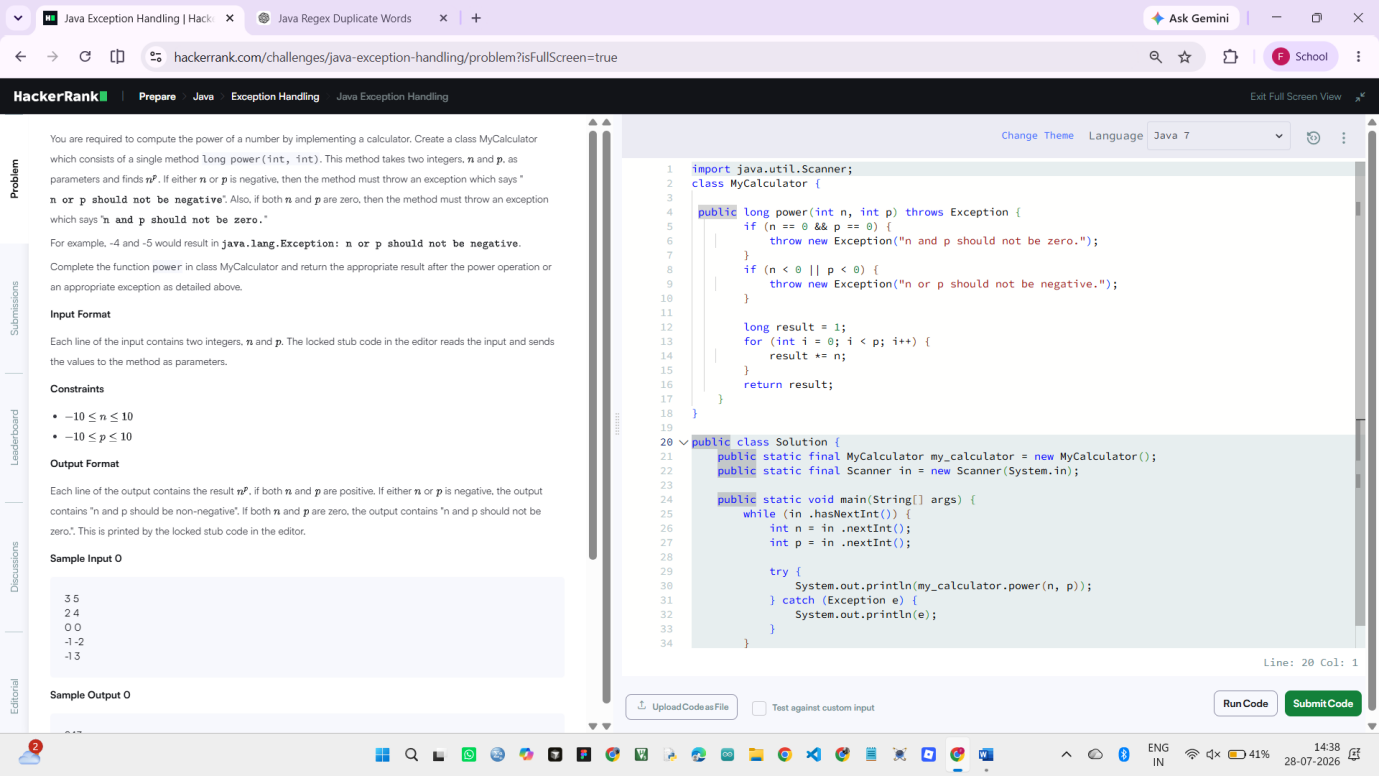 Java Exception Handling | Hack
Java Regex Duplicate Words
Ask Gemini
hackerrank.com/challenges/java-exception-handling/problem?isFullScreen=true
F School
HackerRank
Prepare
Java
Exception Handling
Java Exception Handling
Exit Full Screen View
Problem
Submissions
Leaderboard
Discussions
Editorial
You are required to compute the power of a number by implementing a calculator. Create a class MyCalculator
which consists of a single method long power(int, int). This method takes two integers, n and p, as
parameters and finds nᵖ. If either n or p is negative, then the method must throw an exception which says "
n or p should not be negative". Also, if both n and p are zero, then the method must throw an exception
which says "n and p should not be zero."
For example, -4 and -5 would result in java.lang.Exception: n or p should not be negative.
Complete the function power in class MyCalculator and return the appropriate result after the power operation or
an appropriate exception as detailed above.
Input Format
Each line of the input contains two integers, n and p. The locked stub code in the editor reads the input and sends
the values to the method as parameters.
Constraints
• −10 ≤ n ≤ 10
• −10 ≤ p ≤ 10
Output Format
Each line of the output contains the result nᵖ, if both n and p are positive. If either n or p is negative, the output
contains "n and p should be non-negative". If both n and p are zero, the output contains "n and p should not be
zero.". This is printed by the locked stub code in the editor.
Sample Input 0
3 5
2 4
0 0
-1 -2
-1 3
Sample Output 0
Change Theme
Language
Java 7
1 import java.util.Scanner;
2 class MyCalculator {
3
4 public long power(int n, int p) throws Exception {
5 if (n == 0 && p == 0) {
6 throw new Exception("n and p should not be zero.");
7 }
8 if (n < 0 || p < 0) {
9 throw new Exception("n or p should not be negative.");
10 }
11
12 long result = 1;
13 for (int i = 0; i < p; i++) {
14 result *= n;
15 }
16 return result;
17 }
18 }
19
20 public class Solution {
21 public static final MyCalculator my_calculator = new MyCalculator();
22 public static final Scanner in = new Scanner(System.in);
23
24 public static void main(String[] args) {
25 while (in .hasNextInt()) {
26 int n = in .nextInt();
27 int p = in .nextInt();
28
29 try {
30 System.out.println(my_calculator.power(n, p));
31 } catch (Exception e) {
32 System.out.println(e);
33 }
34 }
Line: 20 Col: 1
Upload Code as File
Test against custom input
Run Code
Submit Code
2
ENG
IN
41%
14:38
28-07-2026